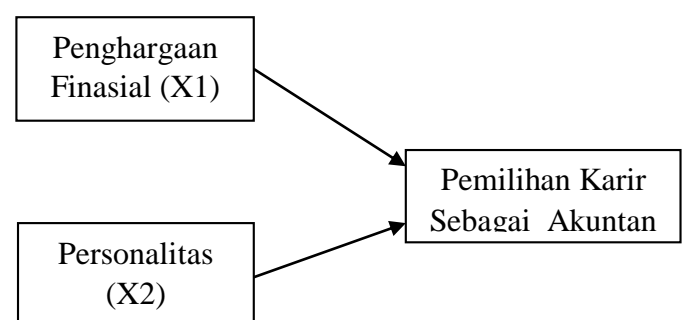 Penghargaan
Finasial (X1)
Pemilihan Karir
Sebagai Akuntan
Personalitas
(X2)